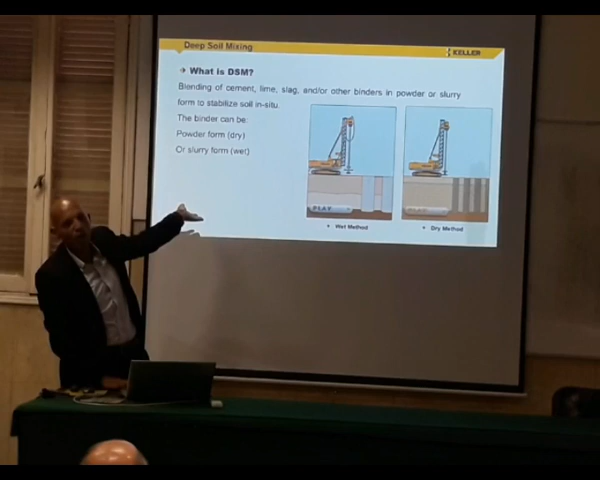 Deep Soil Mixing
KELLER
What is DSM?
Blending of cement, lime, slag, and/or other binders in powder or slurry
form to stabilize soil in-situ.
The binder can be:
Powder form (dry)
Or slurry form (wet)
PLAY
PLAY
• Wet Method
• Dry Method